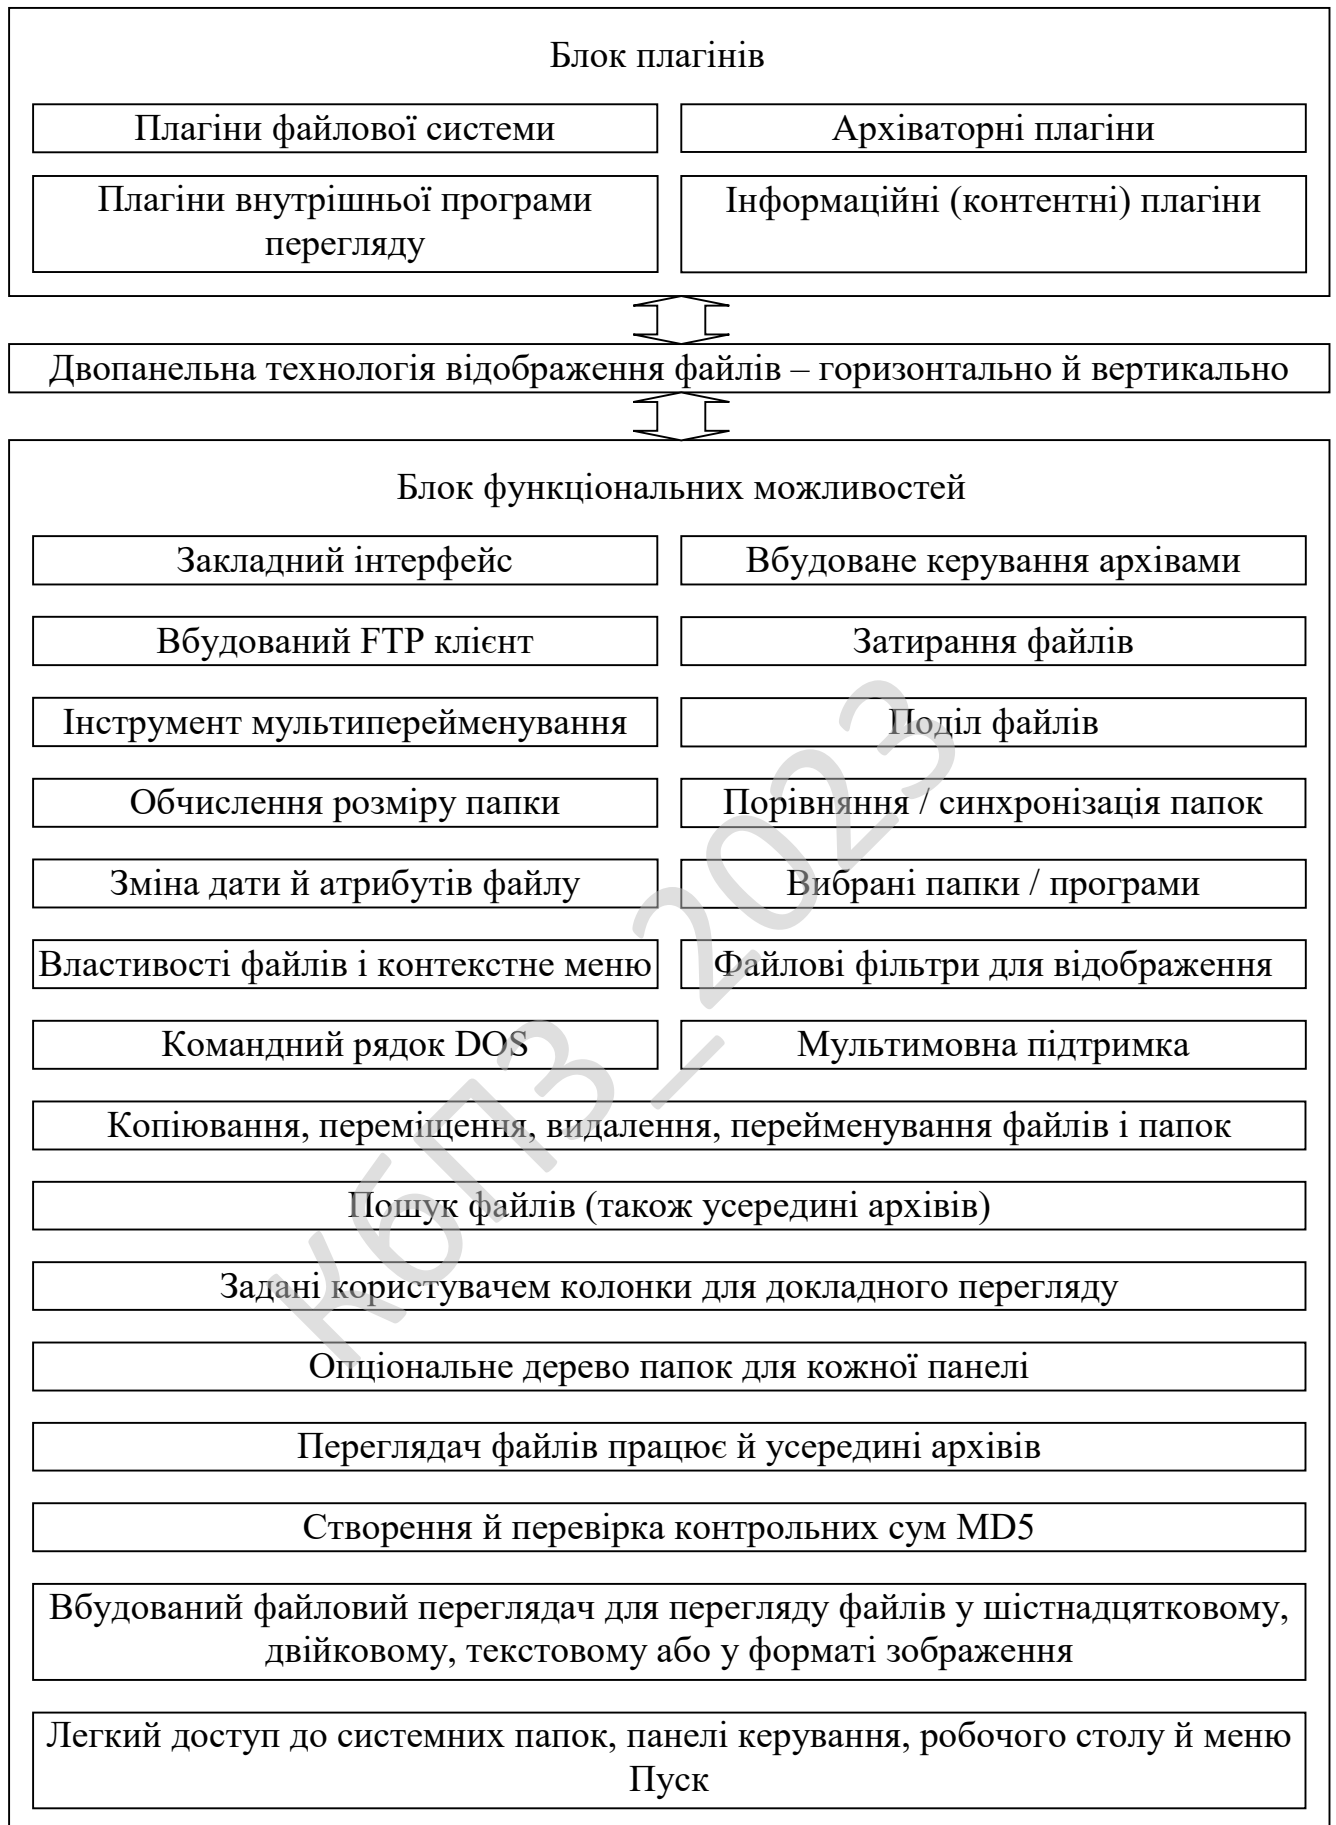 Блок плагінів
Плагіни файлової системи
Архіваторні плагіни
Плагіни внутрішньої програми
перегляду
Інформаційні (контентні) плагіни
Двопанельна технологія відображення файлів – горизонтально й вертикально
Блок функціональних можливостей
Закладний інтерфейс
Вбудоване керування архівами
Вбудований FTP клієнт
Затирання файлів
Інструмент мультиперейменування
Поділ файлів
Обчислення розміру папки
Порівняння / синхронізація папок
Зміна дати й атрибутів файлу
Вибрані папки / програми
Властивості файлів і контекстне меню
Файлові фільтри для відображення
Командний рядок DOS
Мультимовна підтримка
Копіювання, переміщення, видалення, перейменування файлів і папок
Пошук файлів (також усередині архівів)
Задані користувачем колонки для докладного перегляду
Опціональне дерево папок для кожної панелі
Переглядач файлів працює й усередині архівів
Створення й перевірка контрольних сум MD5
Вбудований файловий переглядач для перегляду файлів у шістнадцятковому,
двійковому, текстовому або у форматі зображення
Легкий доступ до системних папок, панелі керування, робочого столу й меню
Пуск
КбПЗ_2023